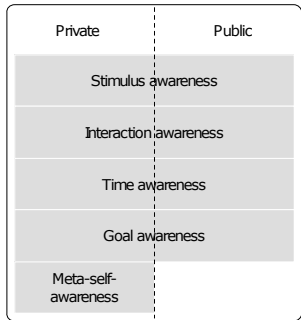 Private Public
Stimulus awareness
Interaction awareness
Time awareness
Goal awareness
Meta-self-
awareness